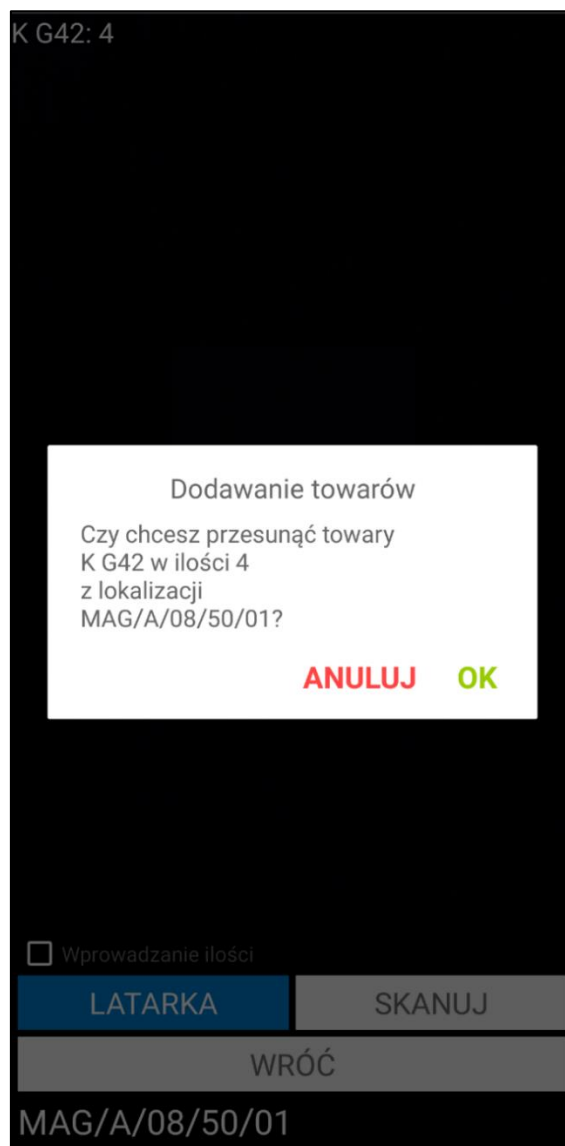 K G42: 4
Dodawanie towarów
Czy chcesz przesunąć towary
K G42 w ilości 4
z lokalizacji
MAG/A/08/50/01?
ANULUJ OK
Wprowadzanie ilości
LATARKA SKANUJ
WRÓĆ
MAG/A/08/50/01